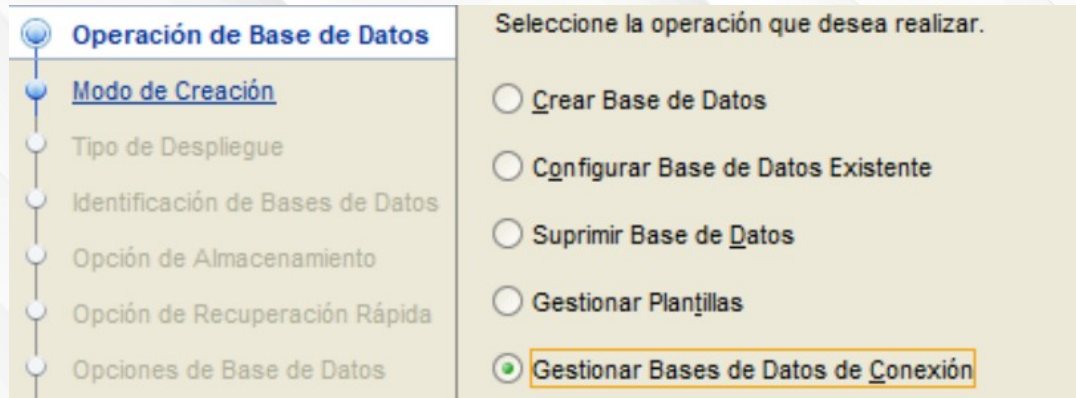 Operación de Base de Datos
Modo de Creación
Tipo de Despliegue
Identificación de Bases de Datos
Opción de Almacenamiento
Opción de Recuperación Rápida
Opciones de Base de Datos
Seleccione la operación que desea realizar.
Crear Base de Datos
Configurar Base de Datos Existente
Suprimir Base de Datos
Gestionar Plantillas
Gestionar Bases de Datos de Conexión